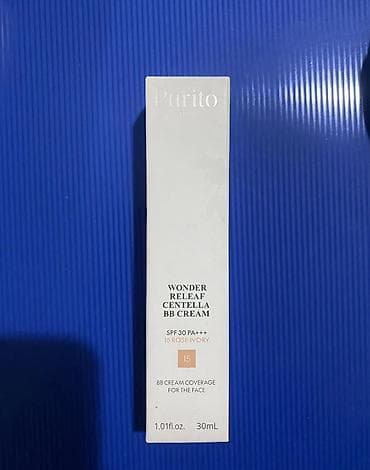 Purito
WONDER
RELEAF
CENTELLA
BB CREAM
SPF 30 PA+++
15 ROSE IVORY
15
BB CREAM COVERAGE
FOR THE FACE
1.01fl.oz. 30mL